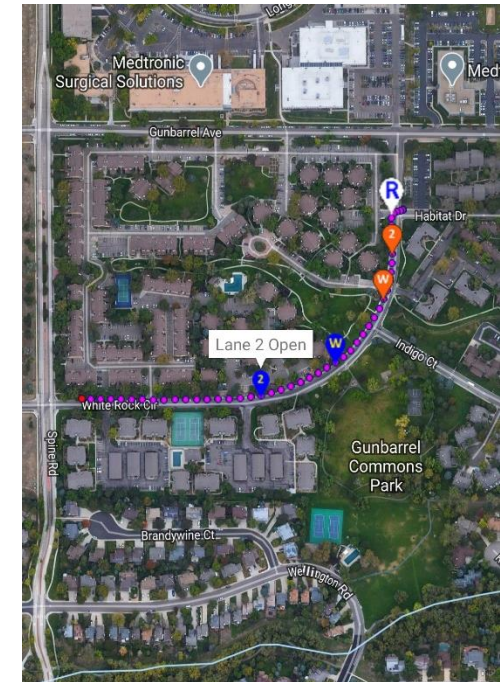 Long
Medtronic
Surgical Solutions
Medt
Gunbarrel Ave
R
Habitat Dr
2
W
Indigo Ct
W
Lane 2 Open
2
White Rock Cir
Spine Rd
Gunbarrel
Commons
Park
Brandywine Ct
Wellington Rd